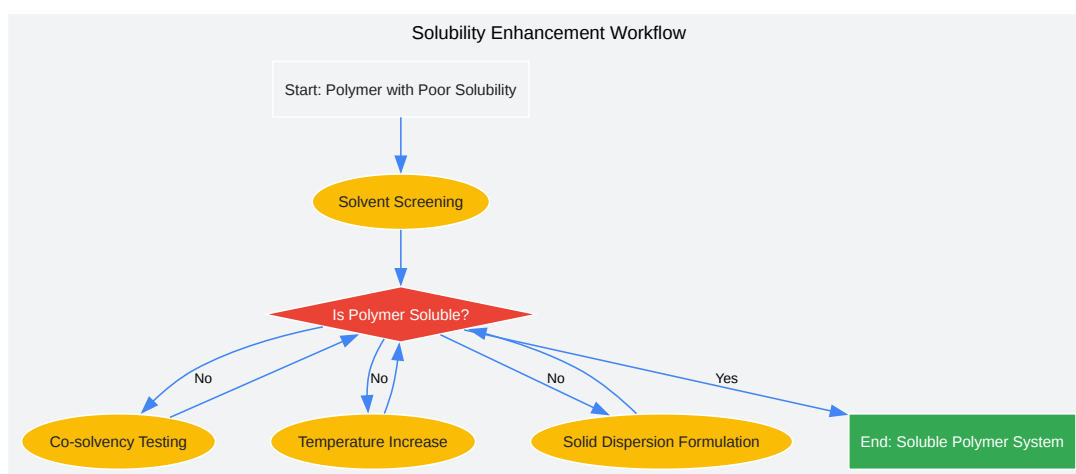 Solubility Enhancement Workflow
Start: Polymer with Poor Solubility
Solvent Screening
Is Polymer Soluble?
No
No
No
Yes
Co-solvency Testing
Temperature Increase
Solid Dispersion Formulation
End: Soluble Polymer System